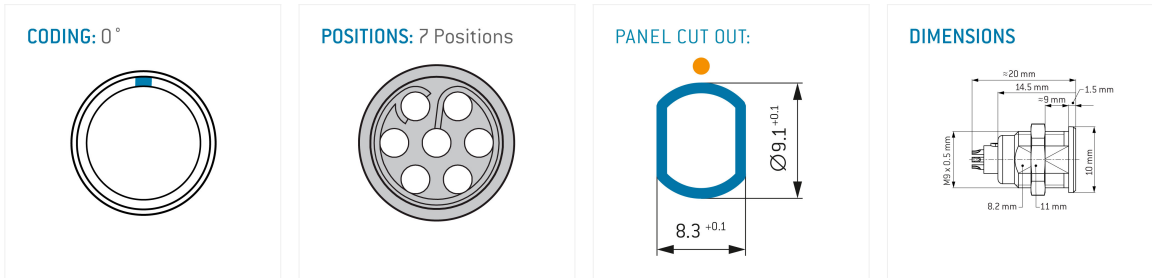 CODING: 0°
POSITIONS: 7 Positions
PANEL CUT OUT:
Ø9.1 +0.1
8.3 +0.1
DIMENSIONS
≈20 mm
14.5 mm
1.5 mm
≈9 mm
M9 x 0.5 mm
10 mm
8.2 mm
11 mm